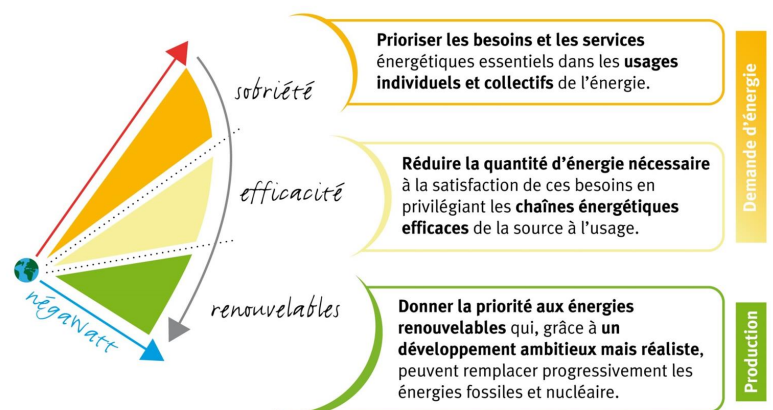 sobriété
Prioriser les besoins et les services
énergétiques essentiels dans les usages
individuels et collectifs de l'énergie.
efficacité
Réduire la quantité d'énergie nécessaire
à la satisfaction de ces besoins en
privilégiant les chaînes énergétiques
efficaces de la source à l'usage.
Demande d'énergie
négaWatt
renouvelables
Donner la priorité aux énergies
renouvelables qui, grâce à un
développement ambitieux mais réaliste,
peuvent remplacer progressivement les
énergies fossiles et nucléaire.
Production